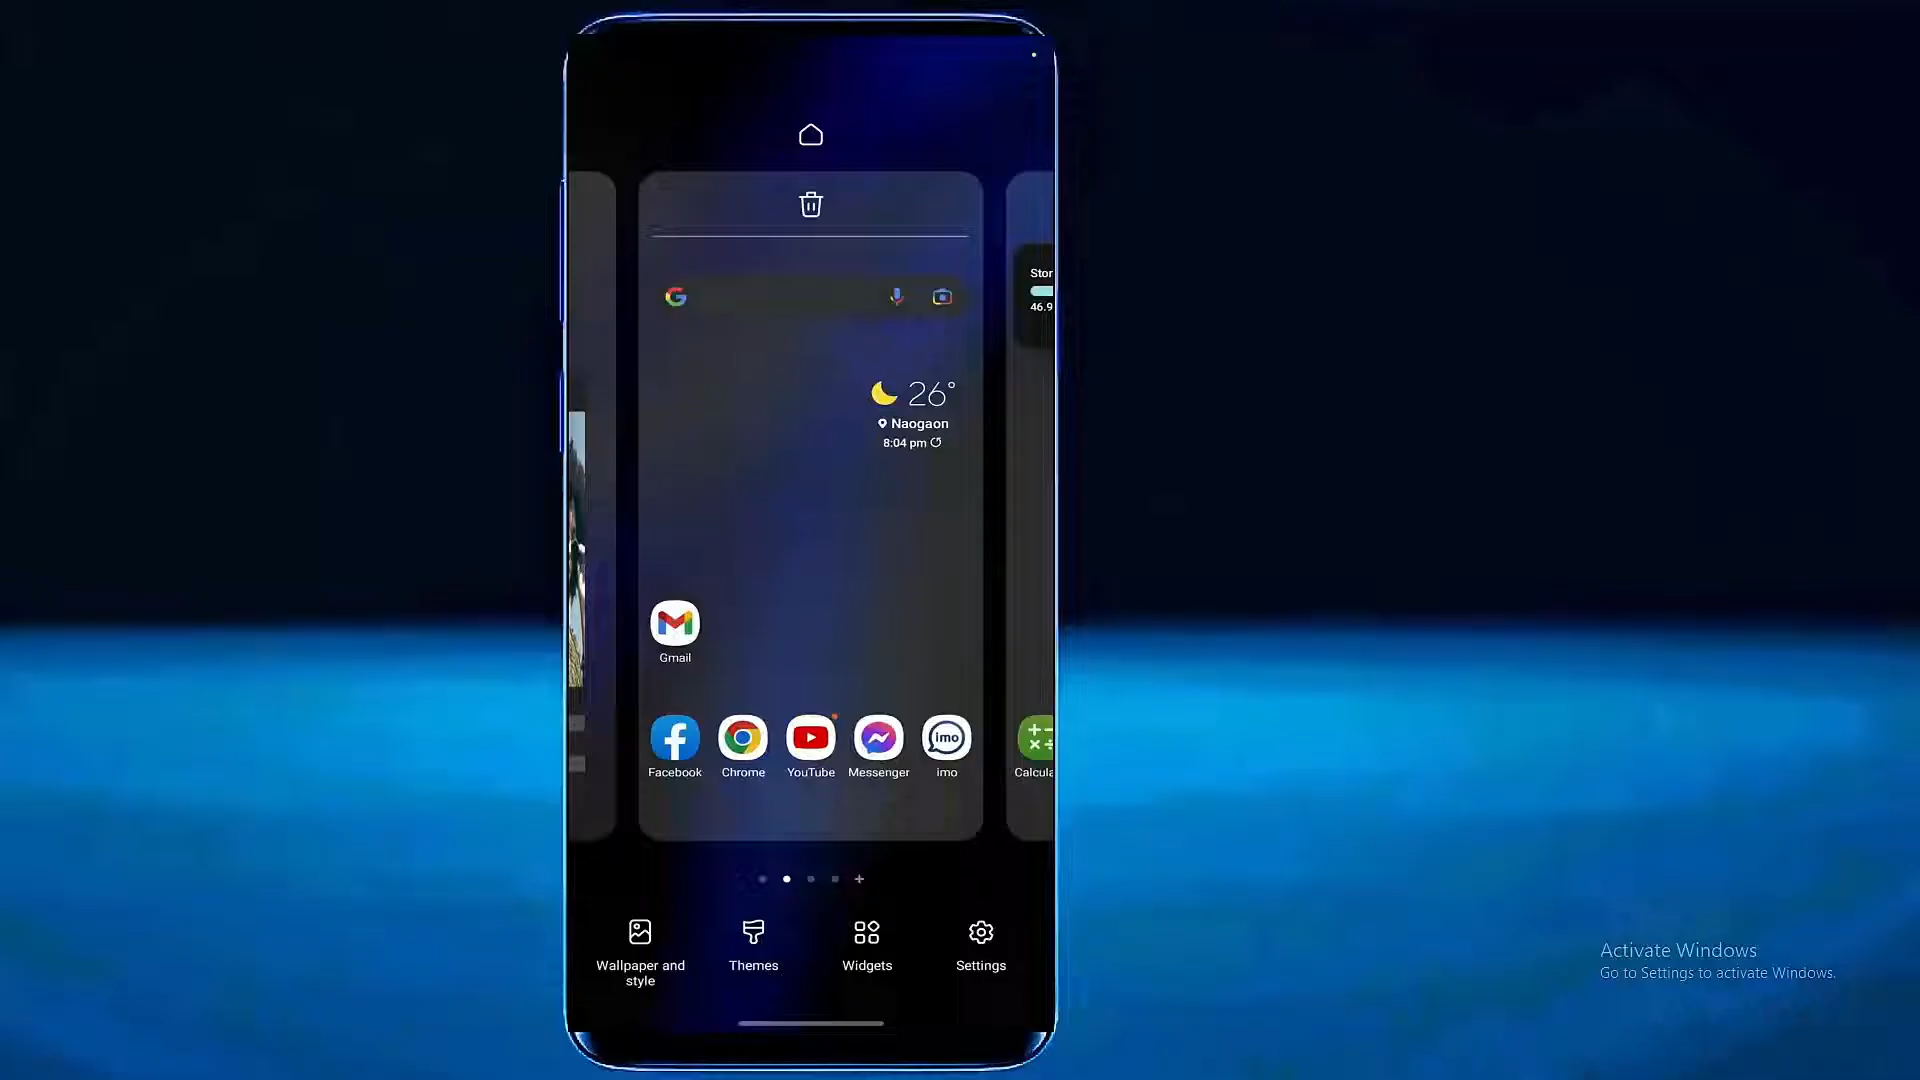 Stor
46.9
26°
Naogaon
8:04 pm
Gmail
imo
Facebook
Chrome
YouTube
Messenger
imo
Calcula
Wallpaper and
style
Themes
Widgets
Settings
Activate Windows
Go to Settings to activate Windows.